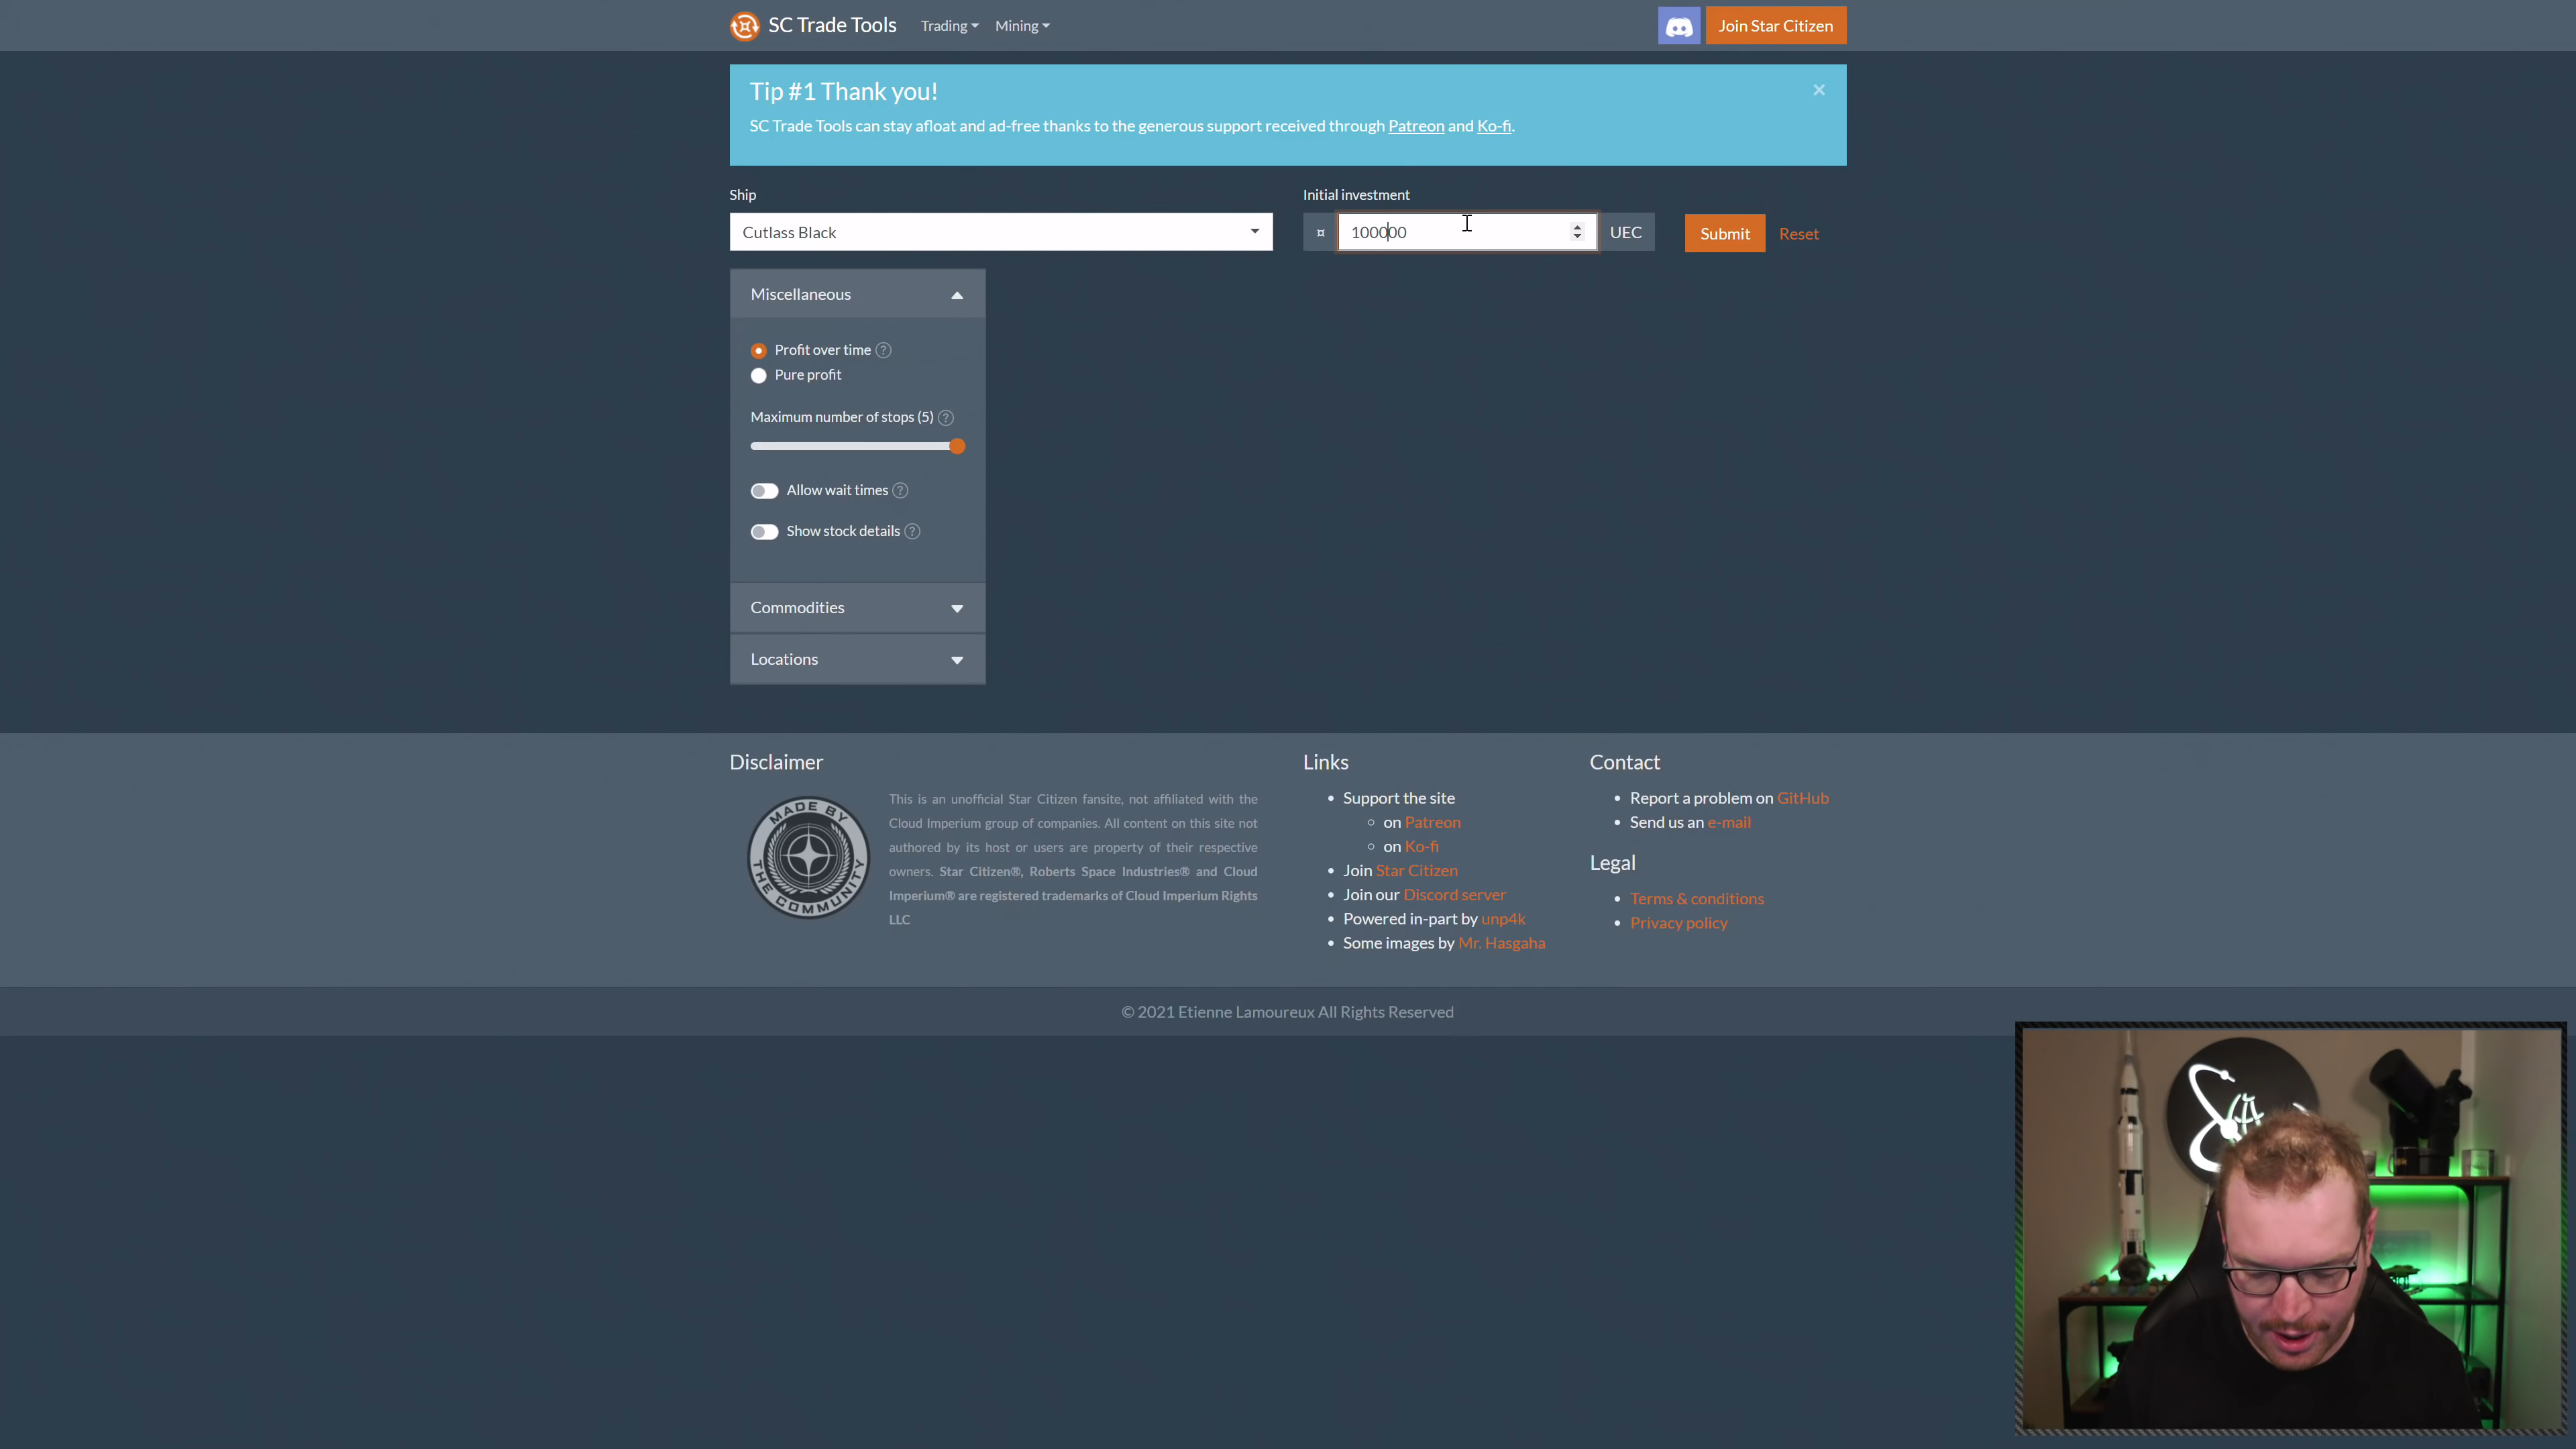 SC Trade Tools Trading Mining Join Star Citizen
Tip #1 Thank you! ×
SC Trade Tools can stay afloat and ad-free thanks to the generous support received through Patreon and Ko-fi.
Ship Initial investment
Cutlass Black ¤ 100000 UEC Submit Reset
Miscellaneous
Profit over time ?
Pure profit
Maximum number of stops (5) ?
Allow wait times ?
Show stock details ?
Commodities
Locations
Disclaimer
MADE BY THE COMMUNITY
This is an unofficial Star Citizen fansite, not affiliated with the
Cloud Imperium group of companies. All content on this site not
authored by its host or users are property of their respective
owners. Star Citizen®, Roberts Space Industries® and Cloud
Imperium® are registered trademarks of Cloud Imperium Rights
LLC
Links
• Support the site
◦ on Patreon
◦ on Ko-fi
• Join Star Citizen
• Join our Discord server
• Powered in-part by unp4k
• Some images by Mr. Hasgaha
Contact
• Report a problem on GitHub
• Send us an e-mail
Legal
• Terms & conditions
• Privacy policy
© 2021 Etienne Lamoureux All Rights Reserved